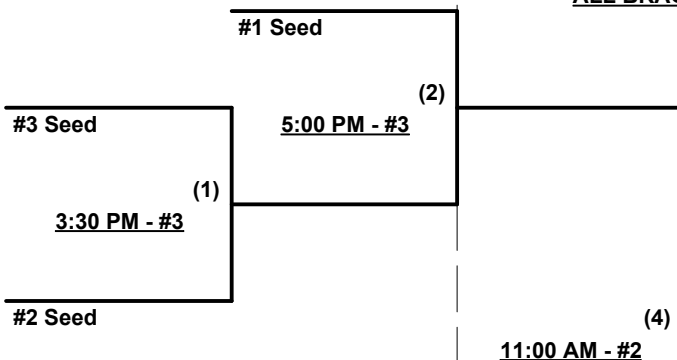 #1 Seed
(2)
#3 Seed
5:00 PM - #3
(1)
3:30 PM - #3
#2 Seed
(4)
11:00 AM - #2